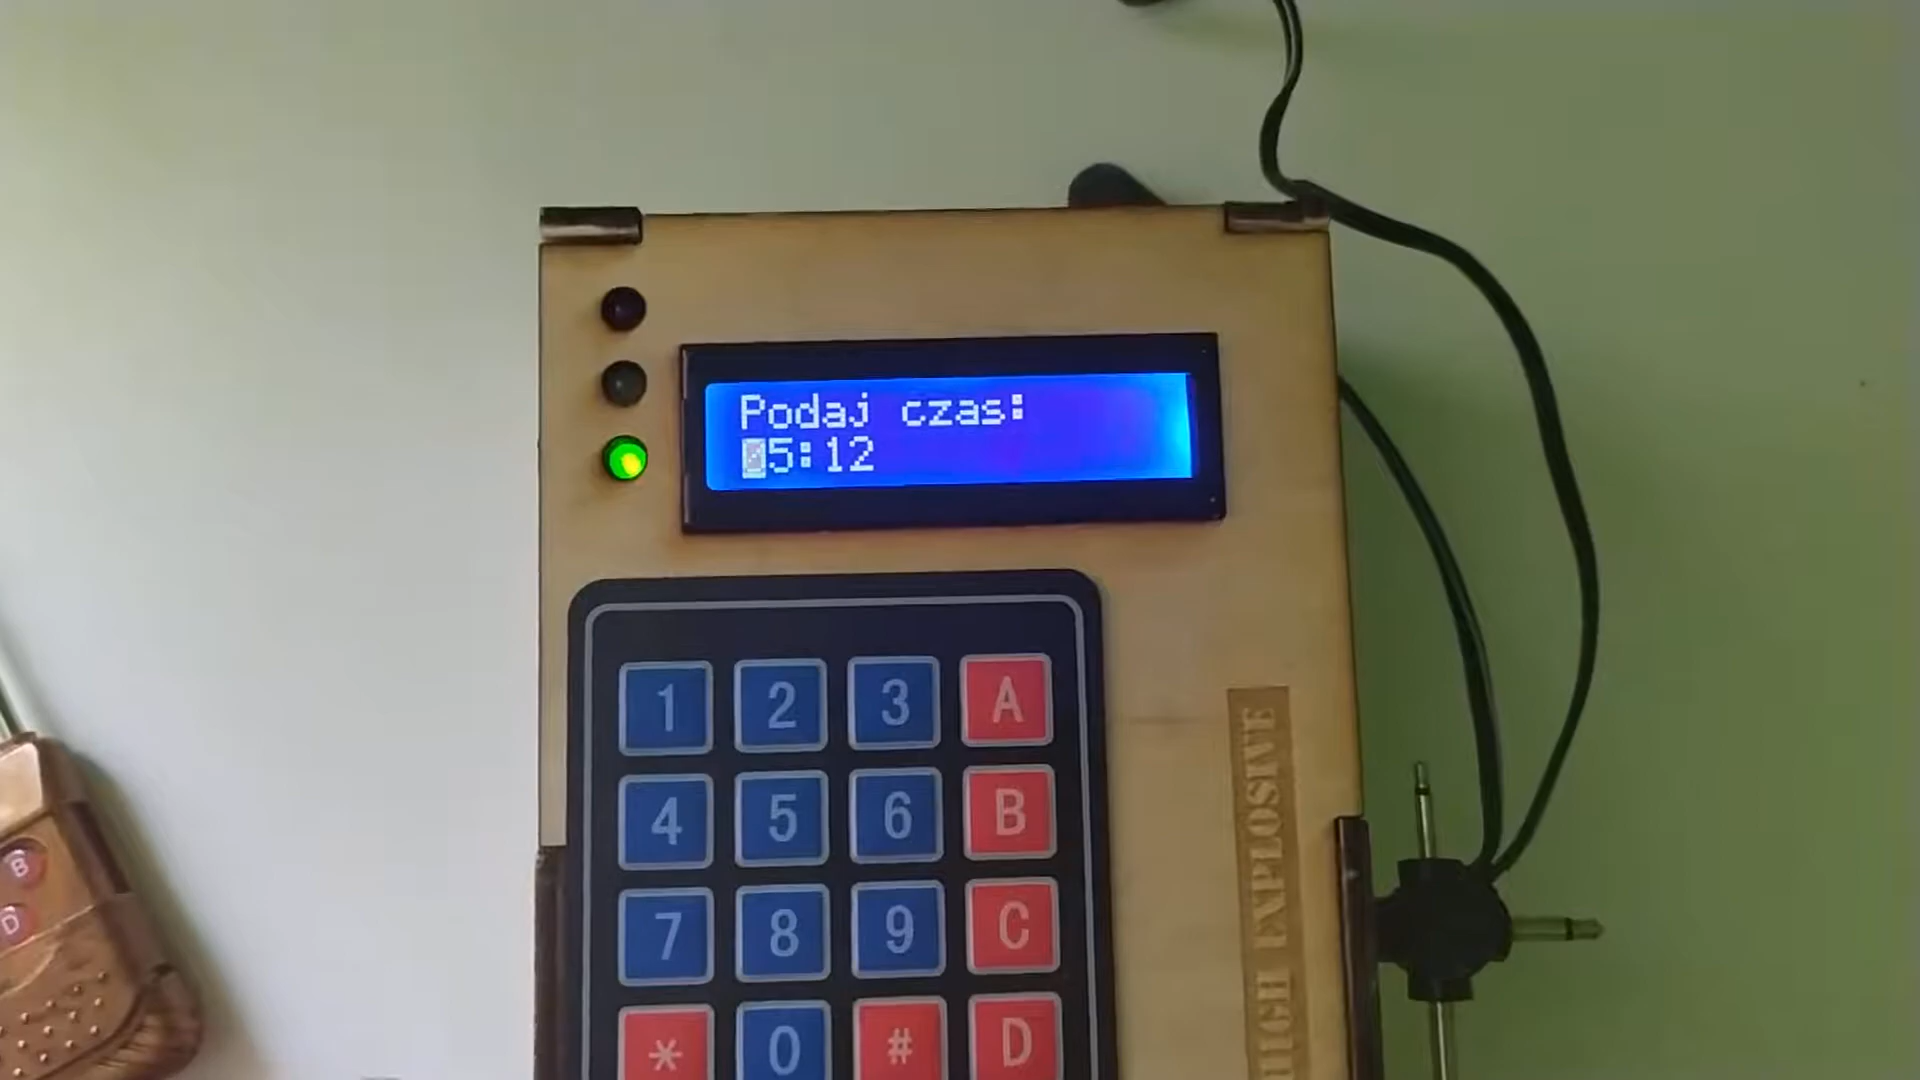 Podaj czas:
05:12
1 2 3 A
4 5 6 B
7 8 9 C
* 0 # D
HIGH EXPLOSIVE
B
D